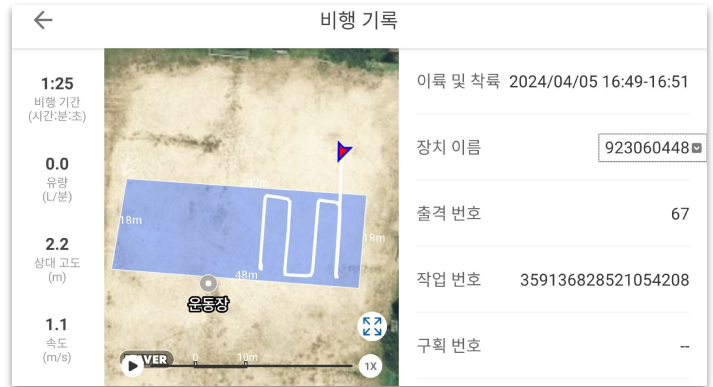 비행 기록
1:25
비행 기간
(시간:분:초)
0.0
유량
(L/분)
2.2
상대 고도
(m)
1.1
속도
(m/s)
18m
18m
48m
운동장
0 10m
1X
이륙 및 착륙 2024/04/05 16:49-16:51
장치 이름 923060448
출격 번호 67
작업 번호 359136828521054208
구획 번호 --